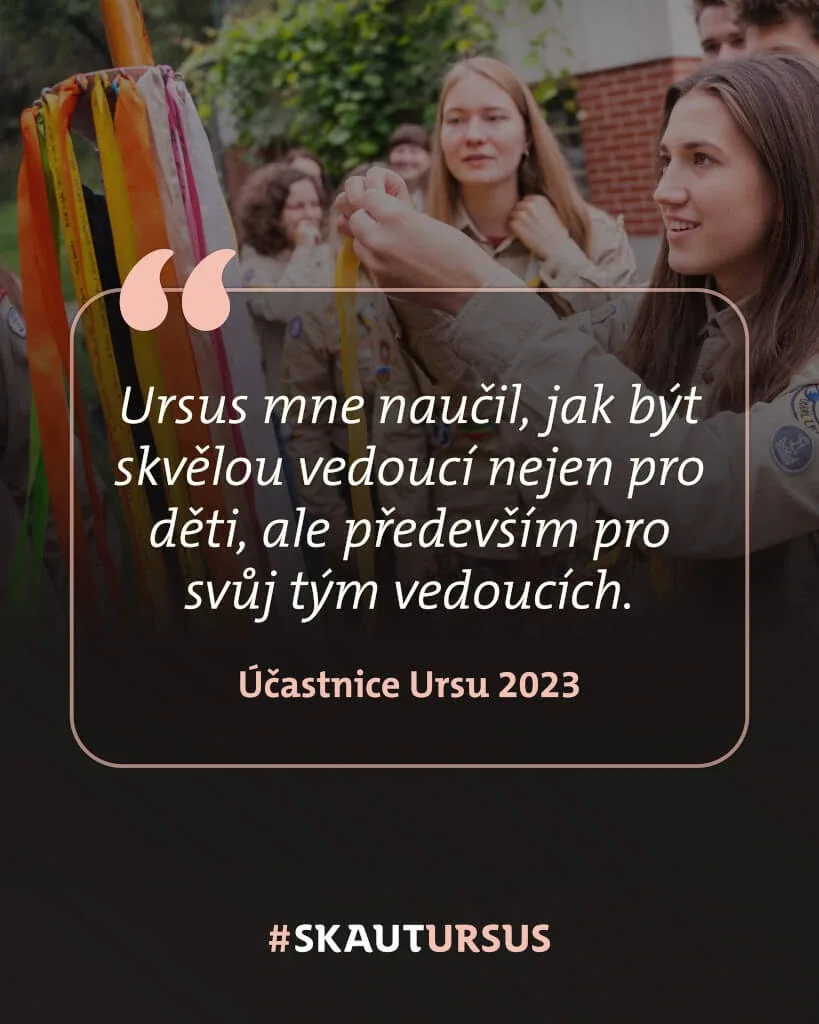 Ursus mne naučil, jak být
skvělou vedoucí nejen pro
děti, ale především pro
svůj tým vedoucích.
Účastnice Ursu 2023
#SKAUTURSUS